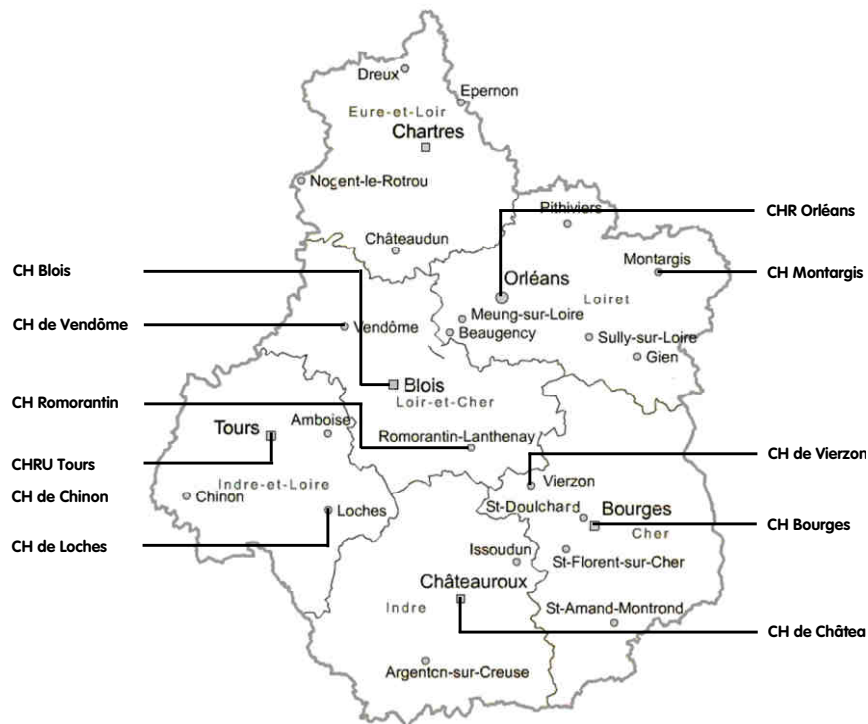 Dreux
Epernon
Eure-et-Loir
Chartres
Nogent-le-Rotrou
Pithiviers
CHR Orléans
Châteaudun
Montargis
CH Blois
CH Montargis
Orléans
Loiret
Meung-sur-Loire
CH de Vendôme
Vendôme
Beaugency
Sully-sur-Loire
Gien
Blois
Loir-et-Cher
CH Romorantin
Amboise
Tours
Romorantin-Lanthenay
CHRU Tours
CH de Vierzon
Indre-et-Loire
Vierzon
CH de Chinon
Chinon
Loches
St-Doulchard
Bourges
CH Bourges
Cher
CH de Loches
Issoudun
St-Florent-sur-Cher
Châteauroux
Indre
St-Amand-Montrond
CH de Châtea
Argenton-sur-Creuse